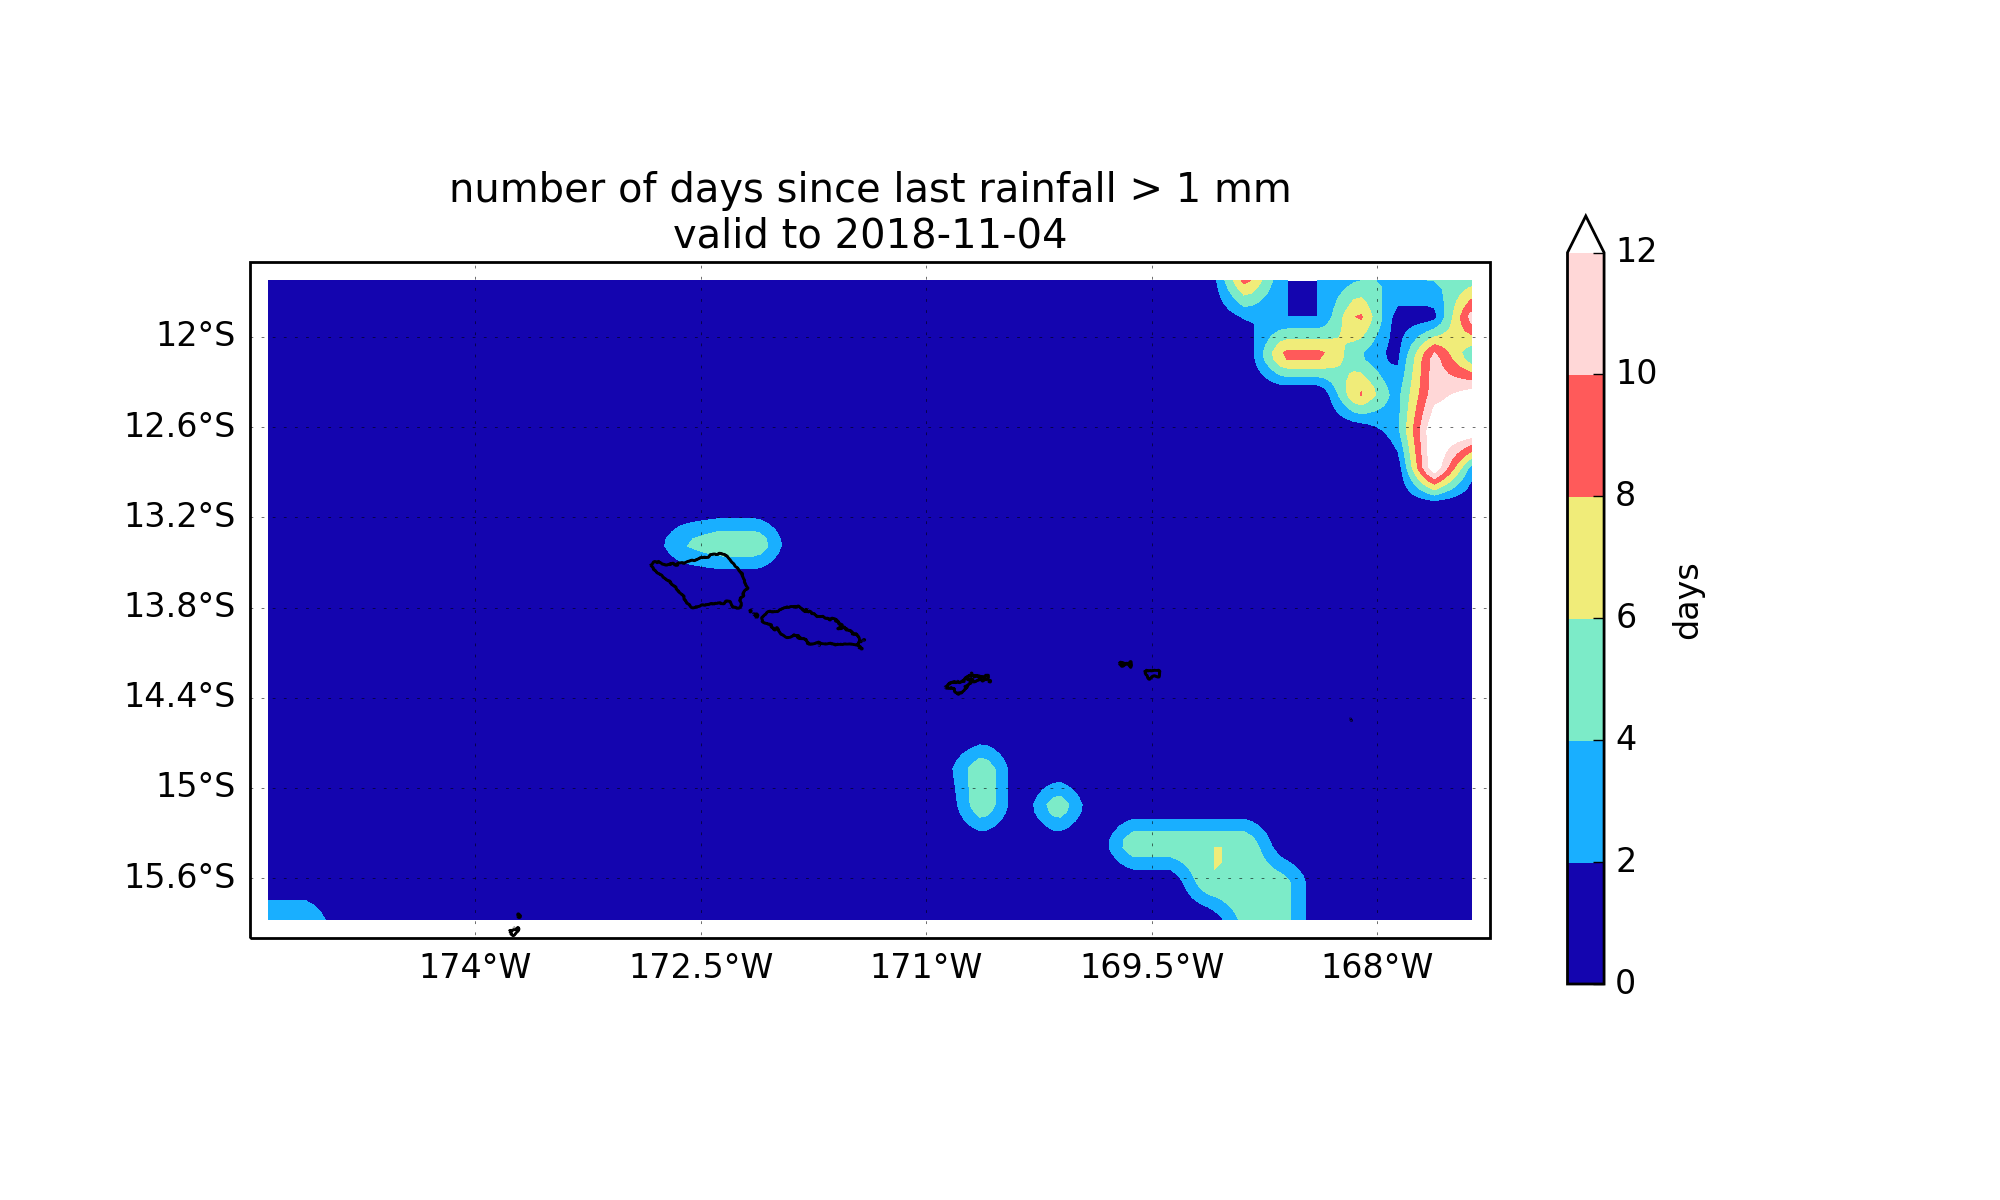 number of days since last rainfall > 1 mm
valid to 2018-11-04
12°S
12.6°S
13.2°S
13.8°S
14.4°S
15°S
15.6°S
174°W
172.5°W
171°W
169.5°W
168°W
12
10
8
6
4
2
0
days